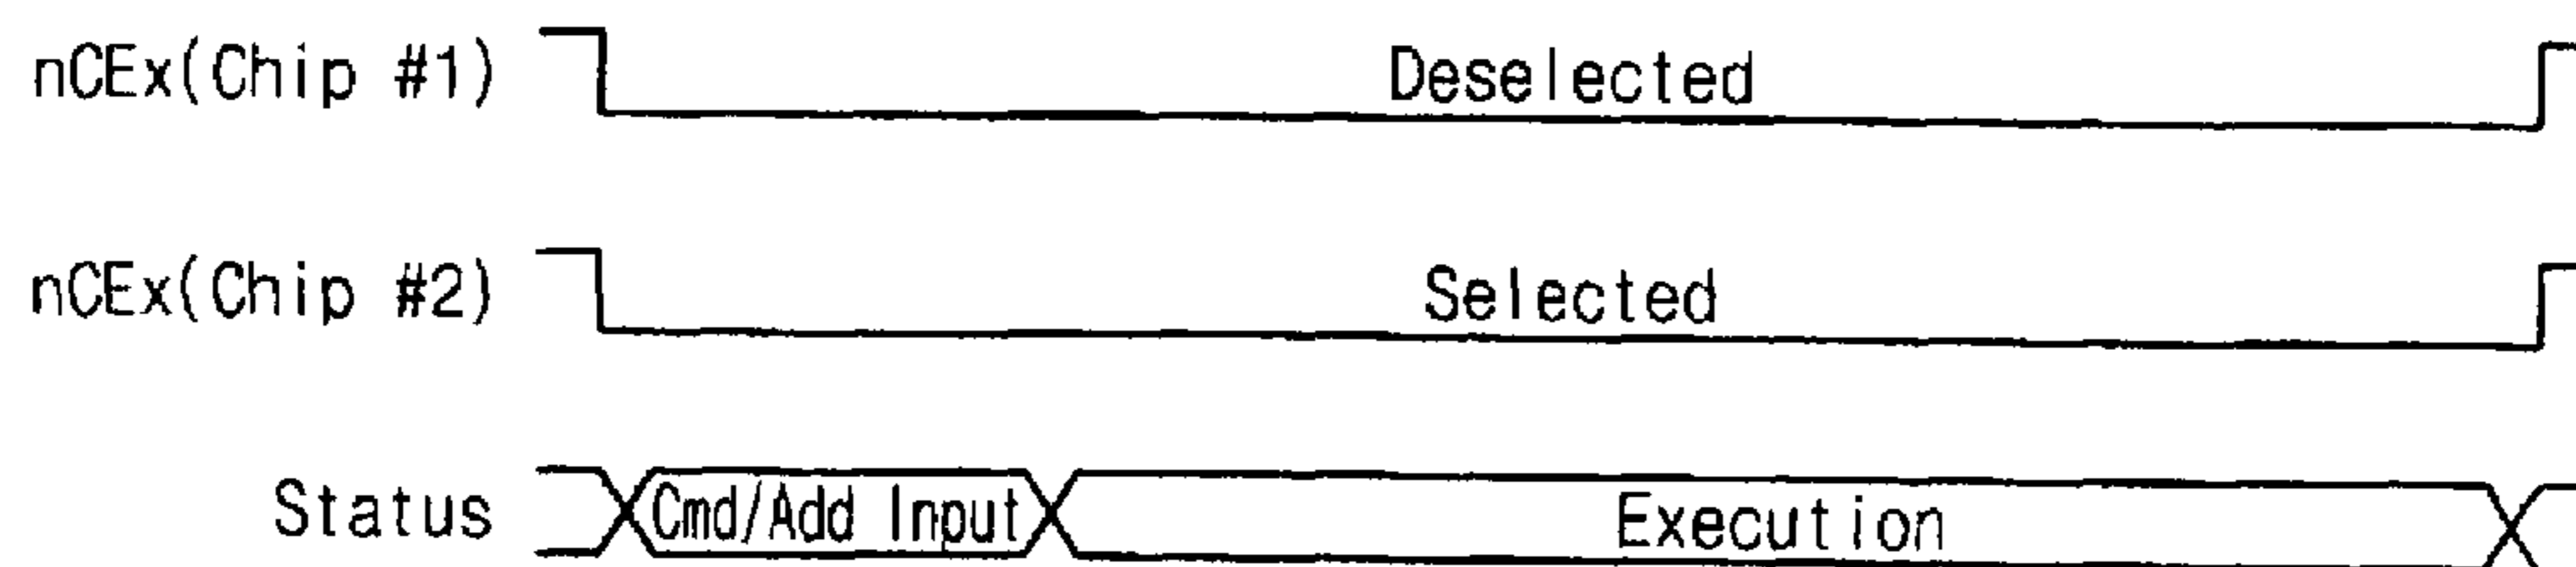 nCEx(Chip #1) Deselected
nCEx(Chip #2) Selected
Status Cmd/Add Input Execution